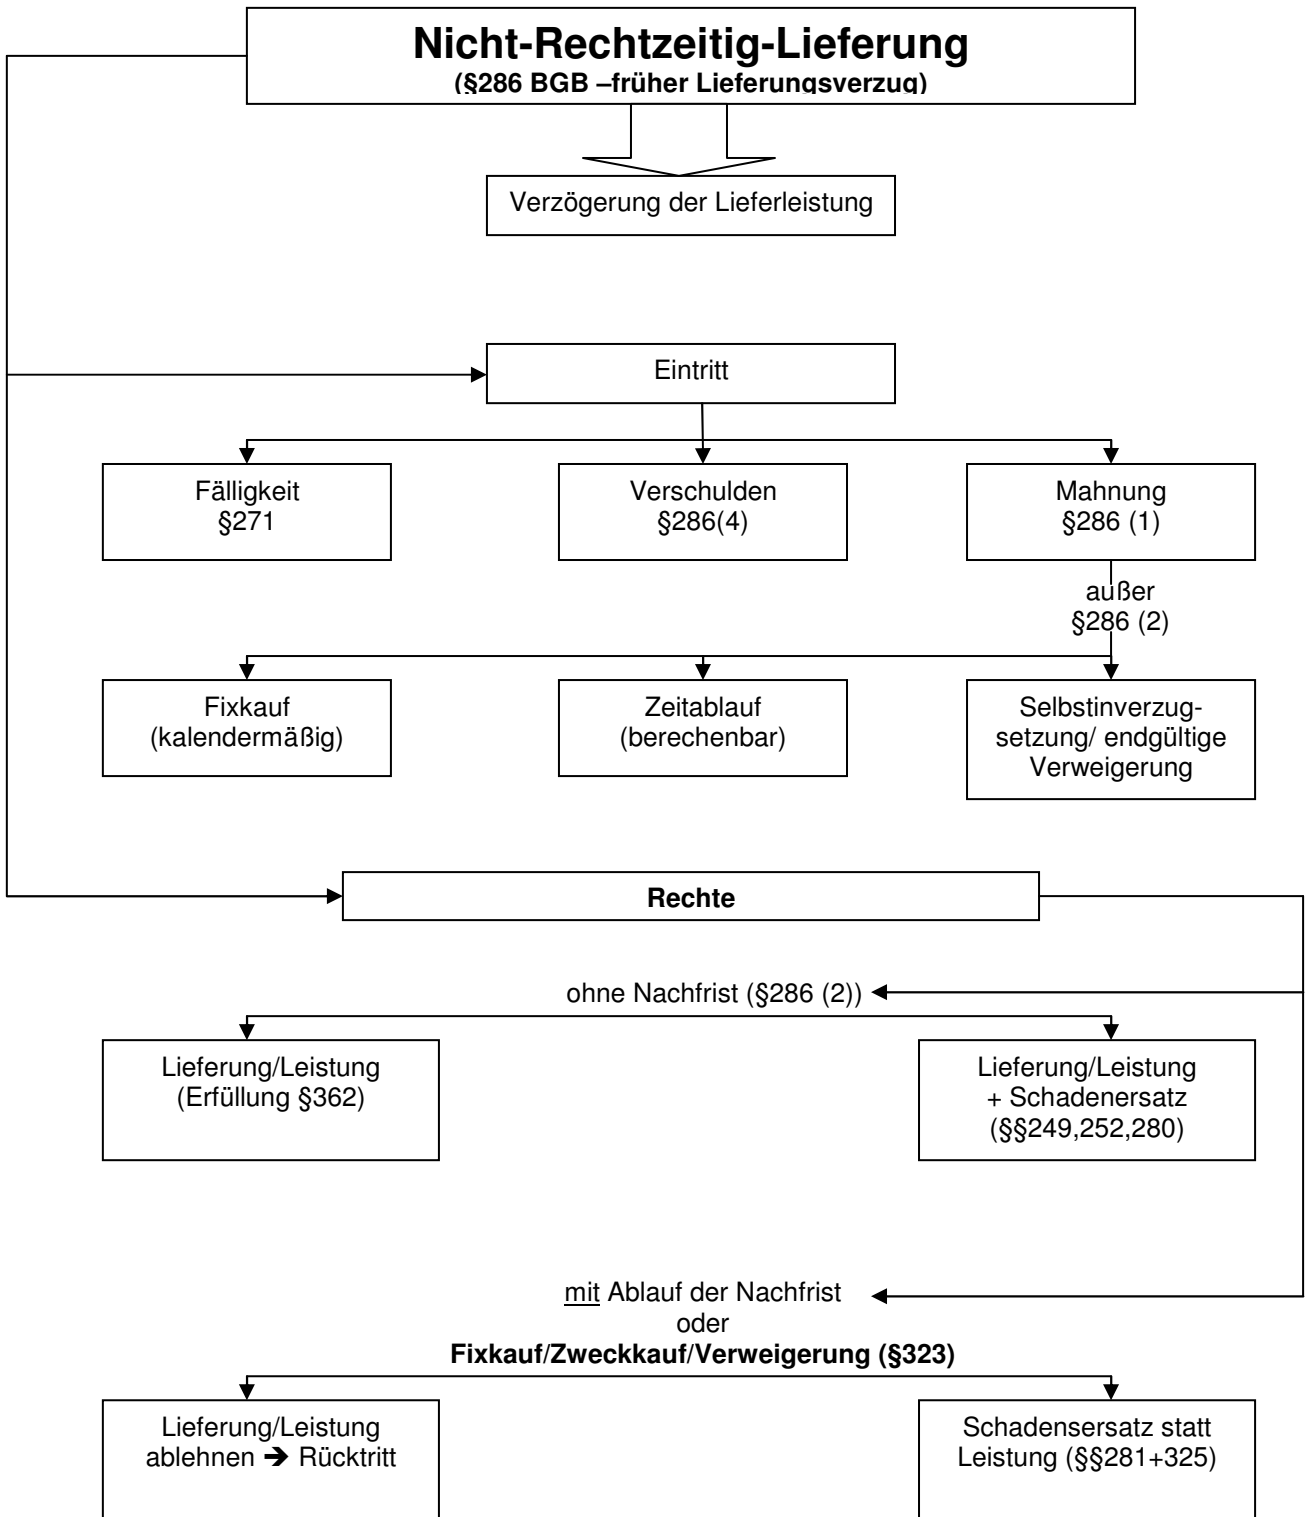 Nicht-Rechtzeitig-Lieferung
(§286 BGB –früher Lieferungsverzug)
Verzögerung der Lieferleistung
Eintritt
Fälligkeit
§271
Verschulden
§286(4)
Mahnung
§286 (1)
außer
§286 (2)
Fixkauf
(kalendermäßig)
Zeitablauf
(berechenbar)
Selbstinverzug-
setzung/ endgültige
Verweigerung
Rechte
ohne Nachfrist (§286 (2))
Lieferung/Leistung
(Erfüllung §362)
Lieferung/Leistung
+ Schadenersatz
(§§249,252,280)
mit Ablauf der Nachfrist
oder
Fixkauf/Zweckkauf/Verweigerung (§323)
Lieferung/Leistung
ablehnen ➔ Rücktritt
Schadensersatz statt
Leistung (§§281+325)